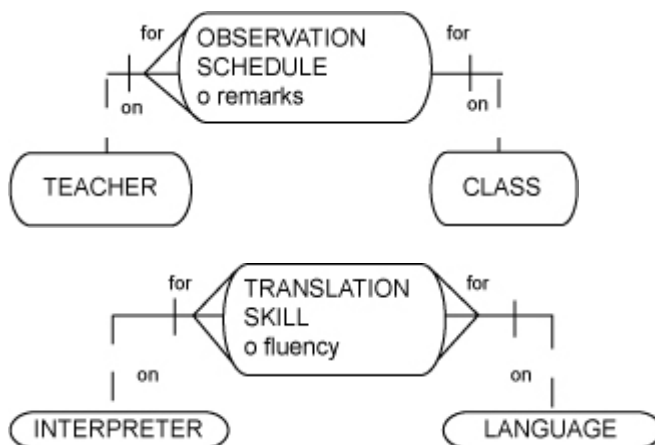 for
OBSERVATION
SCHEDULE
o remarks
for
on
on
TEACHER
CLASS
for
TRANSLATION
SKILL
o fluency
for
on
on
INTERPRETER
LANGUAGE